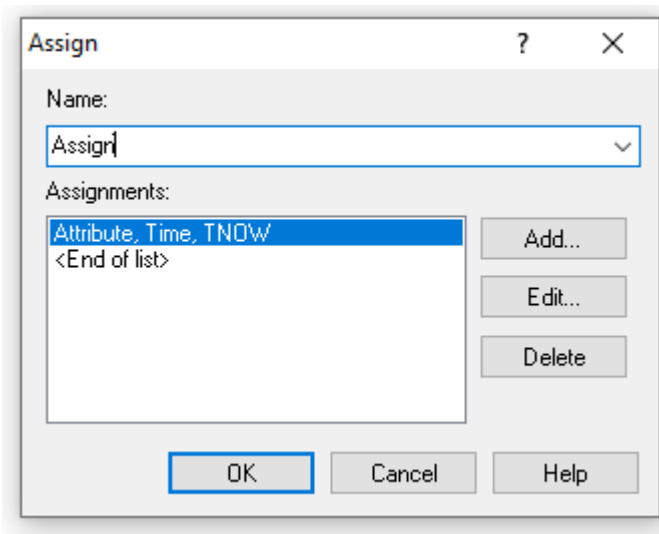 Assign ?
Name:
Assign
Assignments:
Attribute, Time, TNOW
<End of list>
Add...
Edit...
Delete
OK Cancel Help